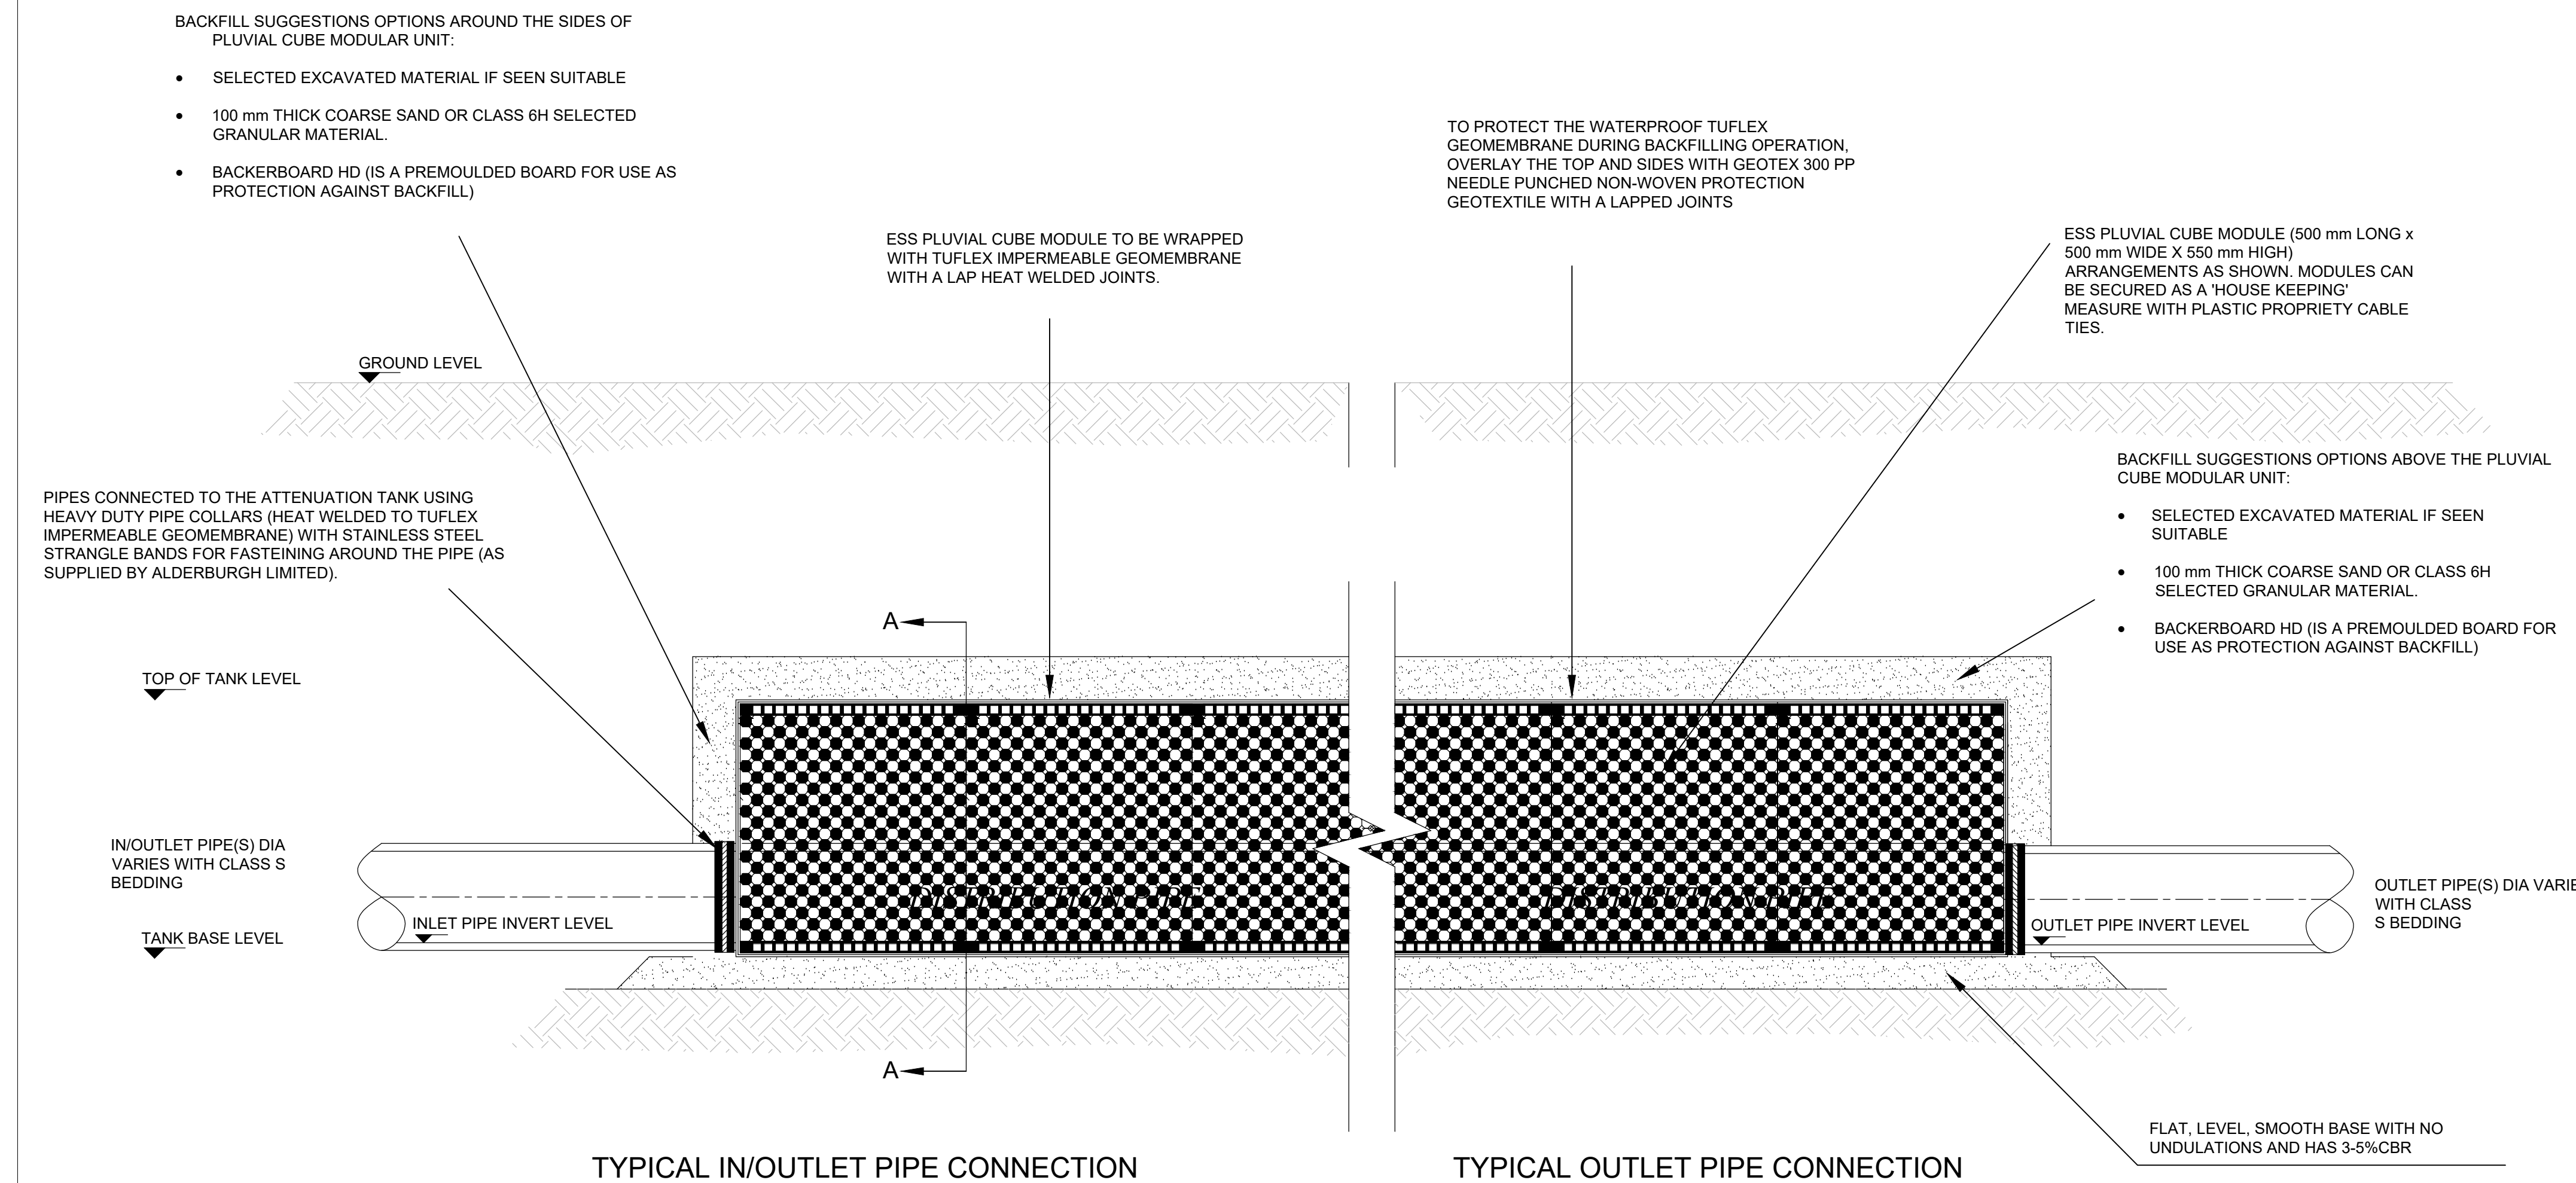 BACKFILL SUGGESTIONS OPTIONS AROUND THE SIDES OF
PLUVIAL CUBE MODULAR UNIT:
• SELECTED EXCAVATED MATERIAL IF SEEN SUITABLE
• 100 mm THICK COARSE SAND OR CLASS 6H SELECTED
GRANULAR MATERIAL.
• BACKERBOARD HD (IS A PREMOULDED BOARD FOR USE AS
PROTECTION AGAINST BACKFILL)
ESS PLUVIAL CUBE MODULE TO BE WRAPPED
WITH TUFLEX IMPERMEABLE GEOMEMBRANE
WITH A LAP HEAT WELDED JOINTS.
TO PROTECT THE WATERPROOF TUFLEX
GEOMEMBRANE DURING BACKFILLING OPERATION,
OVERLAY THE TOP AND SIDES WITH GEOTEX 300 PP
NEEDLE PUNCHED NON-WOVEN PROTECTION
GEOTEXTILE WITH A LAPPED JOINTS
ESS PLUVIAL CUBE MODULE (500 mm LONG x
500 mm WIDE X 550 mm HIGH)
ARRANGEMENTS AS SHOWN. MODULES CAN
BE SECURED AS A 'HOUSE KEEPING'
MEASURE WITH PLASTIC PROPRIETY CABLE
TIES.
GROUND LEVEL
PIPES CONNECTED TO THE ATTENUATION TANK USING
HEAVY DUTY PIPE COLLARS (HEAT WELDED TO TUFLEX
IMPERMEABLE GEOMEMBRANE) WITH STAINLESS STEEL
STRANGLE BANDS FOR FASTEINING AROUND THE PIPE (AS
SUPPLIED BY ALDERBURGH LIMITED).
BACKFILL SUGGESTIONS OPTIONS ABOVE THE PLUVIAL
CUBE MODULAR UNIT:
• SELECTED EXCAVATED MATERIAL IF SEEN
SUITABLE
• 100 mm THICK COARSE SAND OR CLASS 6H
SELECTED GRANULAR MATERIAL.
• BACKERBOARD HD (IS A PREMOULDED BOARD FOR
USE AS PROTECTION AGAINST BACKFILL)
A
TOP OF TANK LEVEL
IN/OUTLET PIPE(S) DIA
VARIES WITH CLASS S
BEDDING
INLET PIPE INVERT LEVEL
TANK BASE LEVEL
DISTRIBUTION PIPE
DISTRIBUTION PIPE
OUTLET PIPE INVERT LEVEL
OUTLET PIPE(S) DIA VARIE
WITH CLASS
S BEDDING
A
FLAT, LEVEL, SMOOTH BASE WITH NO
UNDULATIONS AND HAS 3-5%CBR
TYPICAL IN/OUTLET PIPE CONNECTION
TYPICAL OUTLET PIPE CONNECTION